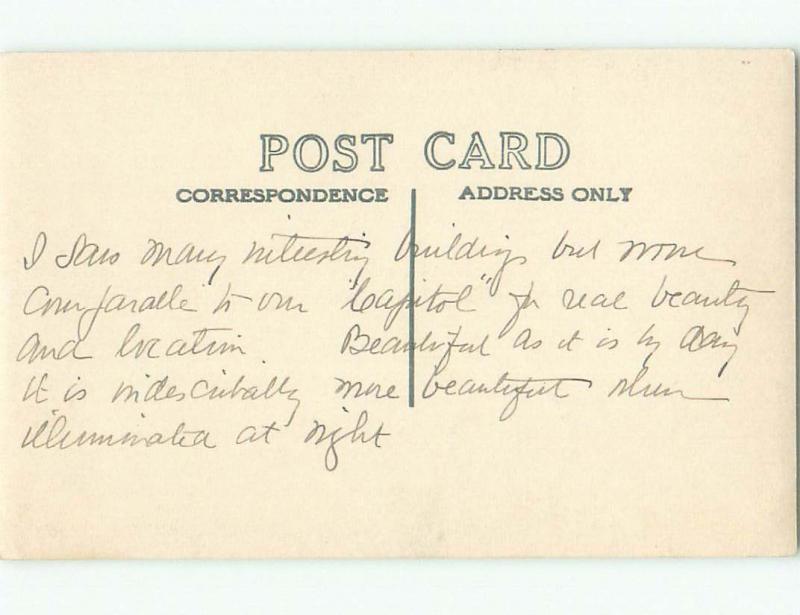 POST CARD
CORRESPONDENCE ADDRESS ONLY
I saw many interesting buildings but none
comparable to our "Capitol" for real beauty
and location. Beautiful as it is by day
it is indescribably more beautiful when
illuminated at night